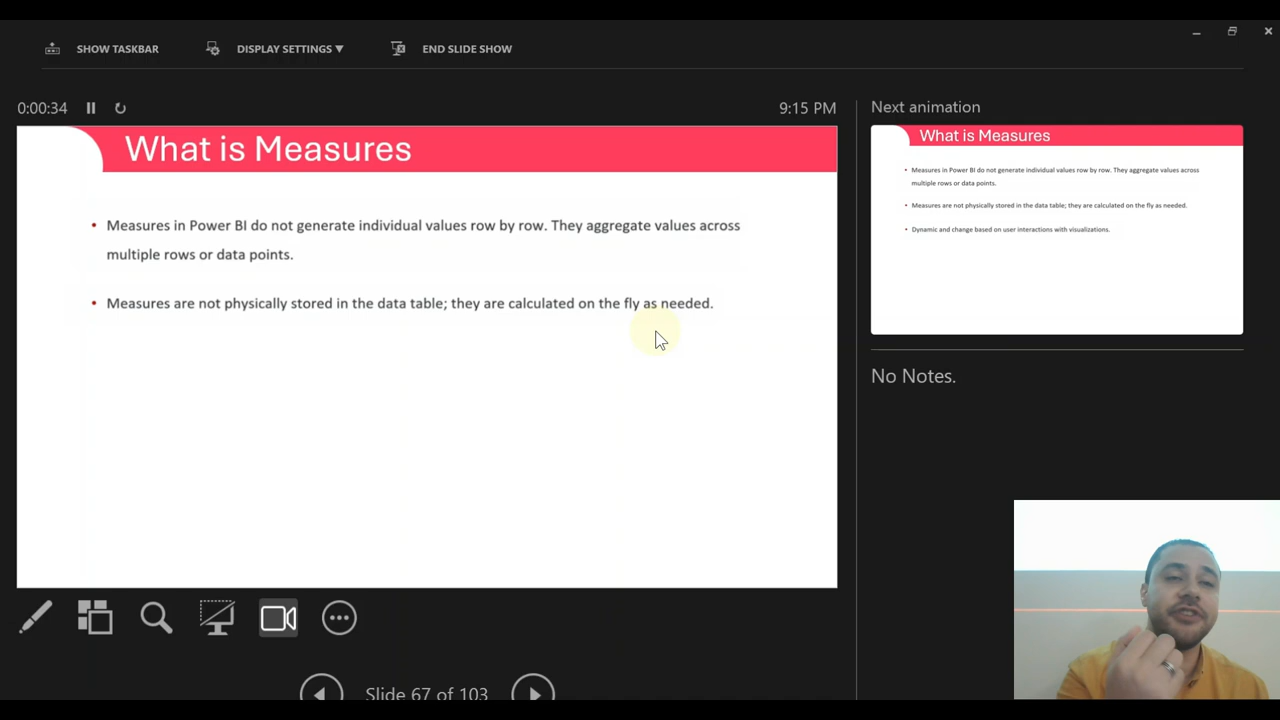 SHOW TASKBAR
DISPLAY SETTINGS ▼
END SLIDE SHOW
0:00:34
9:15 PM
What is Measures
• Measures in Power BI do not generate individual values row by row. They aggregate values across
multiple rows or data points.
• Measures are not physically stored in the data table; they are calculated on the fly as needed.
Slide 67 of 103
Next animation
What is Measures
• Measures in Power BI do not generate individual values row by row. They aggregate values across
multiple rows or data points.
• Measures are not physically stored in the data table; they are calculated on the fly as needed.
• Dynamic and change based on user interactions with visualizations.
No Notes.